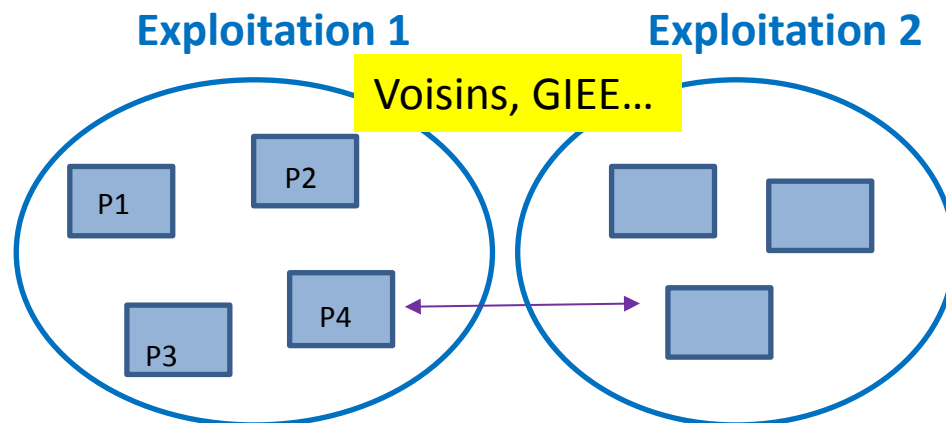 Exploitation 1
Exploitation 2
Voisins, GIEE…
P1
P2
P3
P4